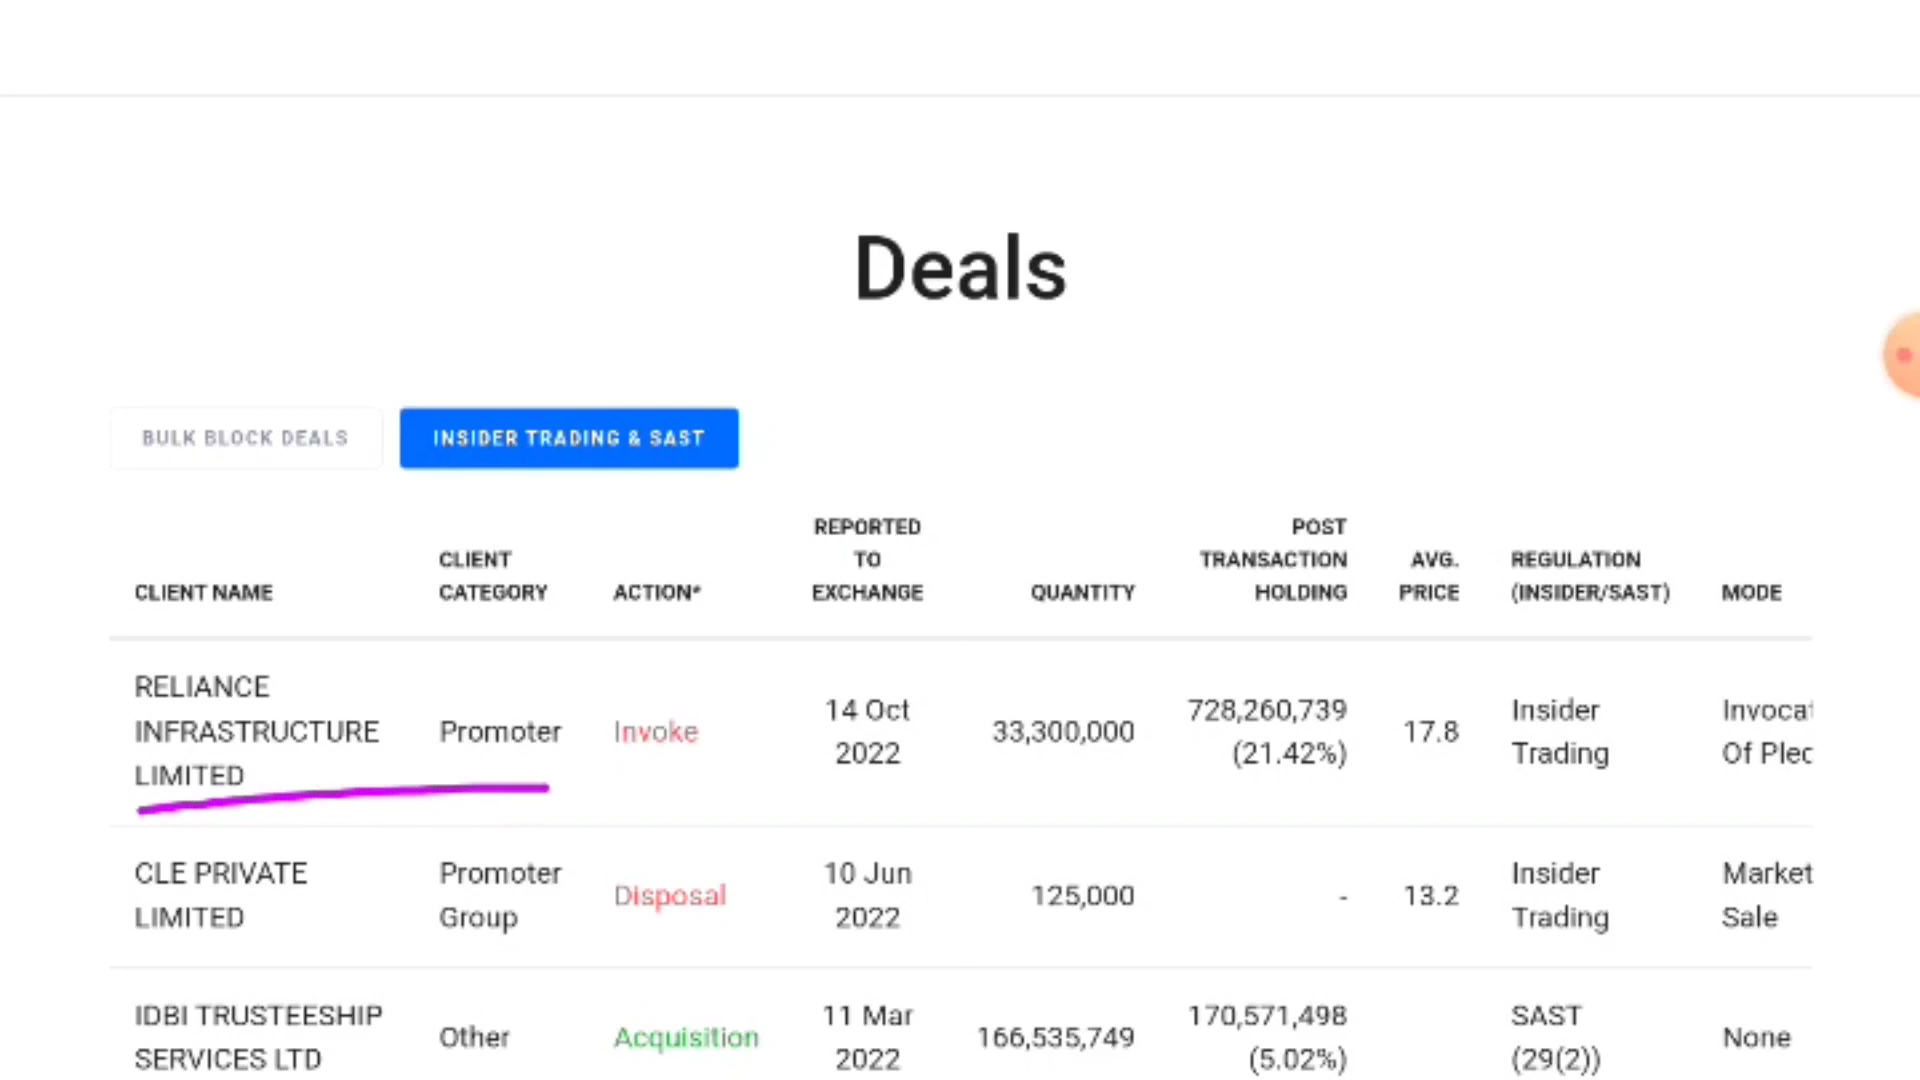 Deals
BULK BLOCK DEALS
INSIDER TRADING & SAST
CLIENT NAME
CLIENT
CATEGORY
ACTION*
REPORTED
TO
EXCHANGE
QUANTITY
POST
TRANSACTION
HOLDING
AVG.
PRICE
REGULATION
(INSIDER/SAST)
MODE
RELIANCE
INFRASTRUCTURE
LIMITED
Promoter
Invoke
14 Oct
2022
33,300,000
728,260,739
(21.42%)
17.8
Insider
Trading
Invocat
Of Plec
CLE PRIVATE
LIMITED
Promoter
Group
Disposal
10 Jun
2022
125,000
-
13.2
Insider
Trading
Market
Sale
IDBI TRUSTEESHIP
SERVICES LTD
Other
Acquisition
11 Mar
2022
166,535,749
170,571,498
(5.02%)
SAST
(29(2))
None